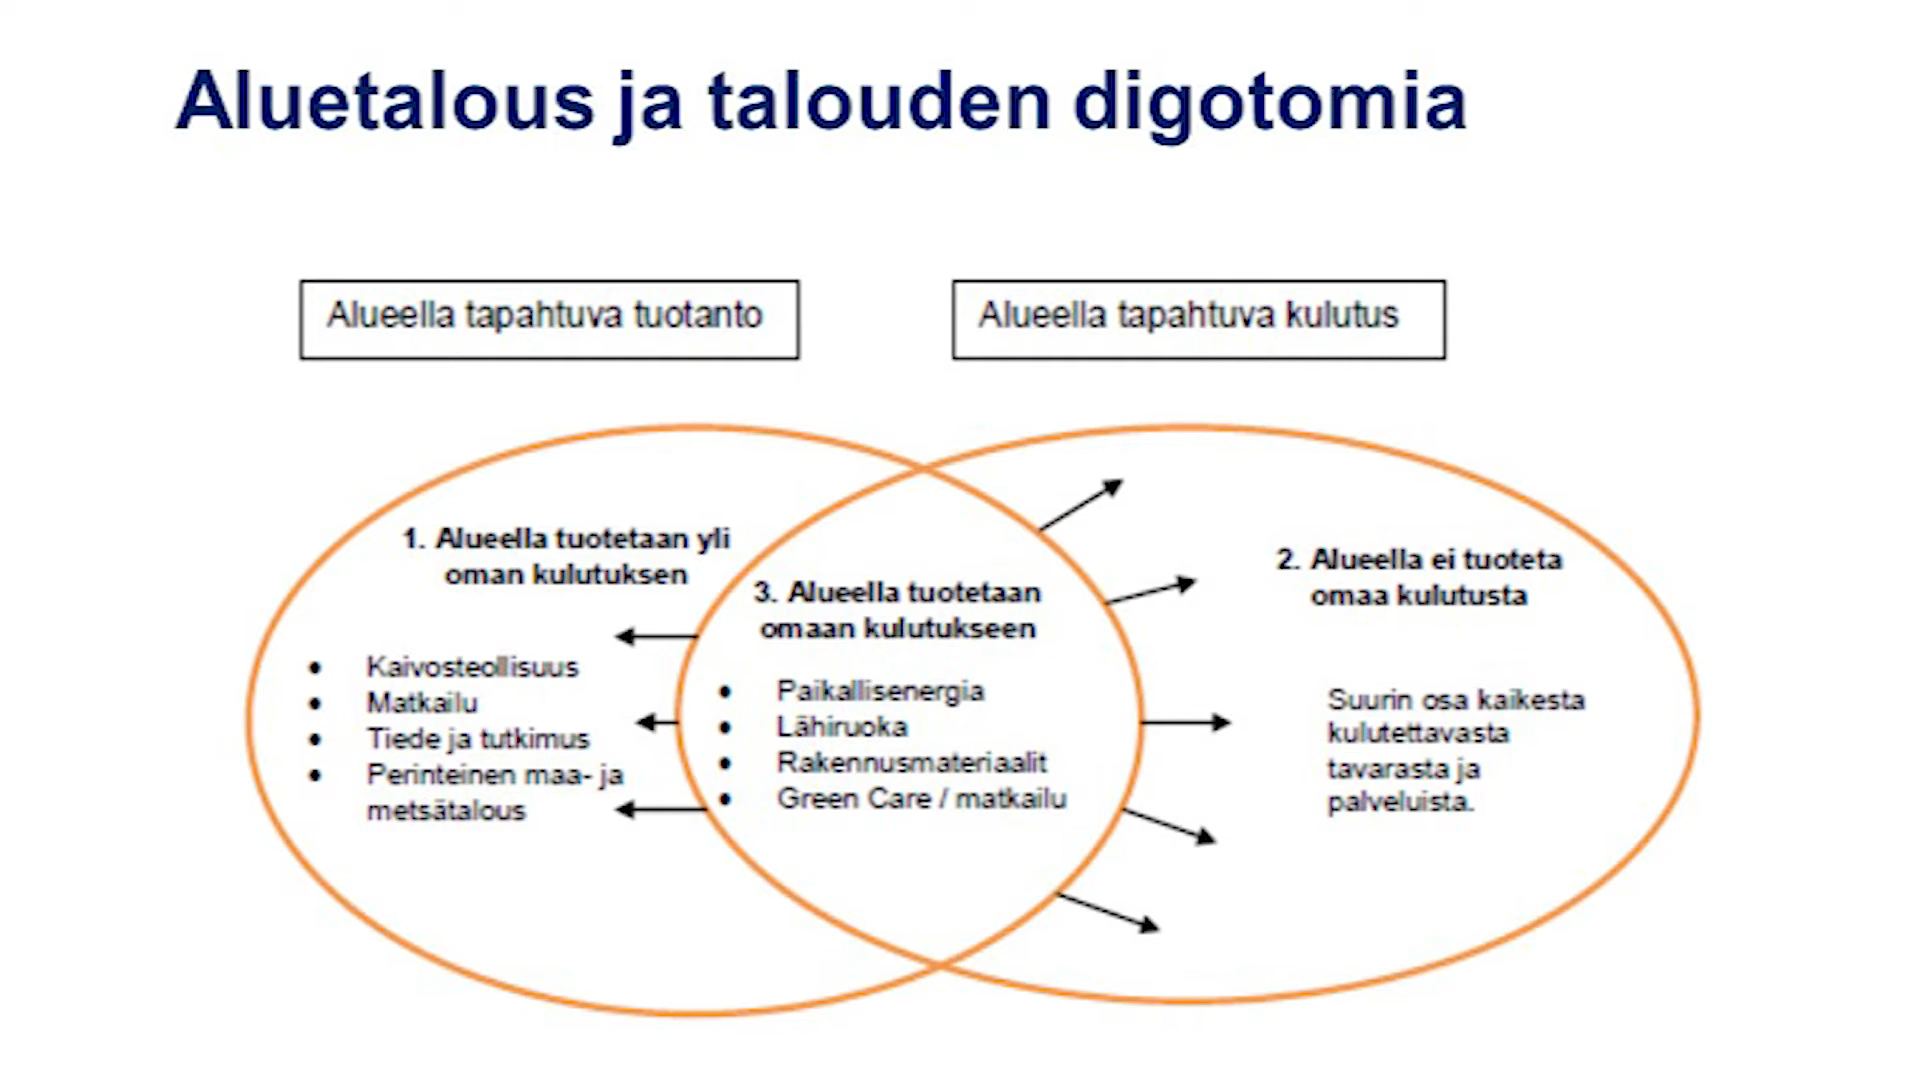 Aluetalous ja talouden digotomia
Alueella tapahtuva tuotanto
Alueella tapahtuva kulutus
1. Alueella tuotetaan yli
oman kulutuksen
• Kaivosteollisuus
• Matkailu
• Tiede ja tutkimus
• Perinteinen maa- ja
metsätalous
3. Alueella tuotetaan
omaan kulutukseen
• Paikallisenergia
• Lähiruoka
• Rakennusmateriaalit
• Green Care / matkailu
2. Alueella ei tuoteta
omaa kulutusta
Suurin osa kaikesta
kulutettavasta
tavarasta ja
palveluista.